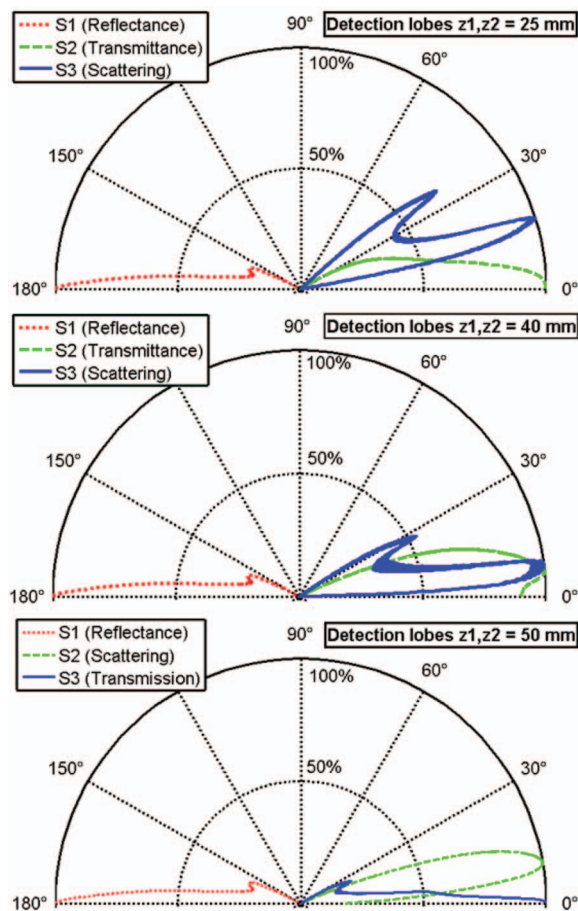 S1 (Reflectance)
S2 (Transmittance)
S3 (Scattering)
90°
Detection lobes z1,z2 = 25 mm
100%
60°
150°
50%
30°
180°
0°
S1 (Reflectance)
S2 (Transmittance)
S3 (Scattering)
90°
Detection lobes z1,z2 = 40 mm
100%
60°
150°
50%
30°
180°
0°
S1 (Reflectance)
S2 (Scattering)
S3 (Transmission)
90°
Detection lobes z1,z2 = 50 mm
100%
60°
150°
50%
30°
180°
0°